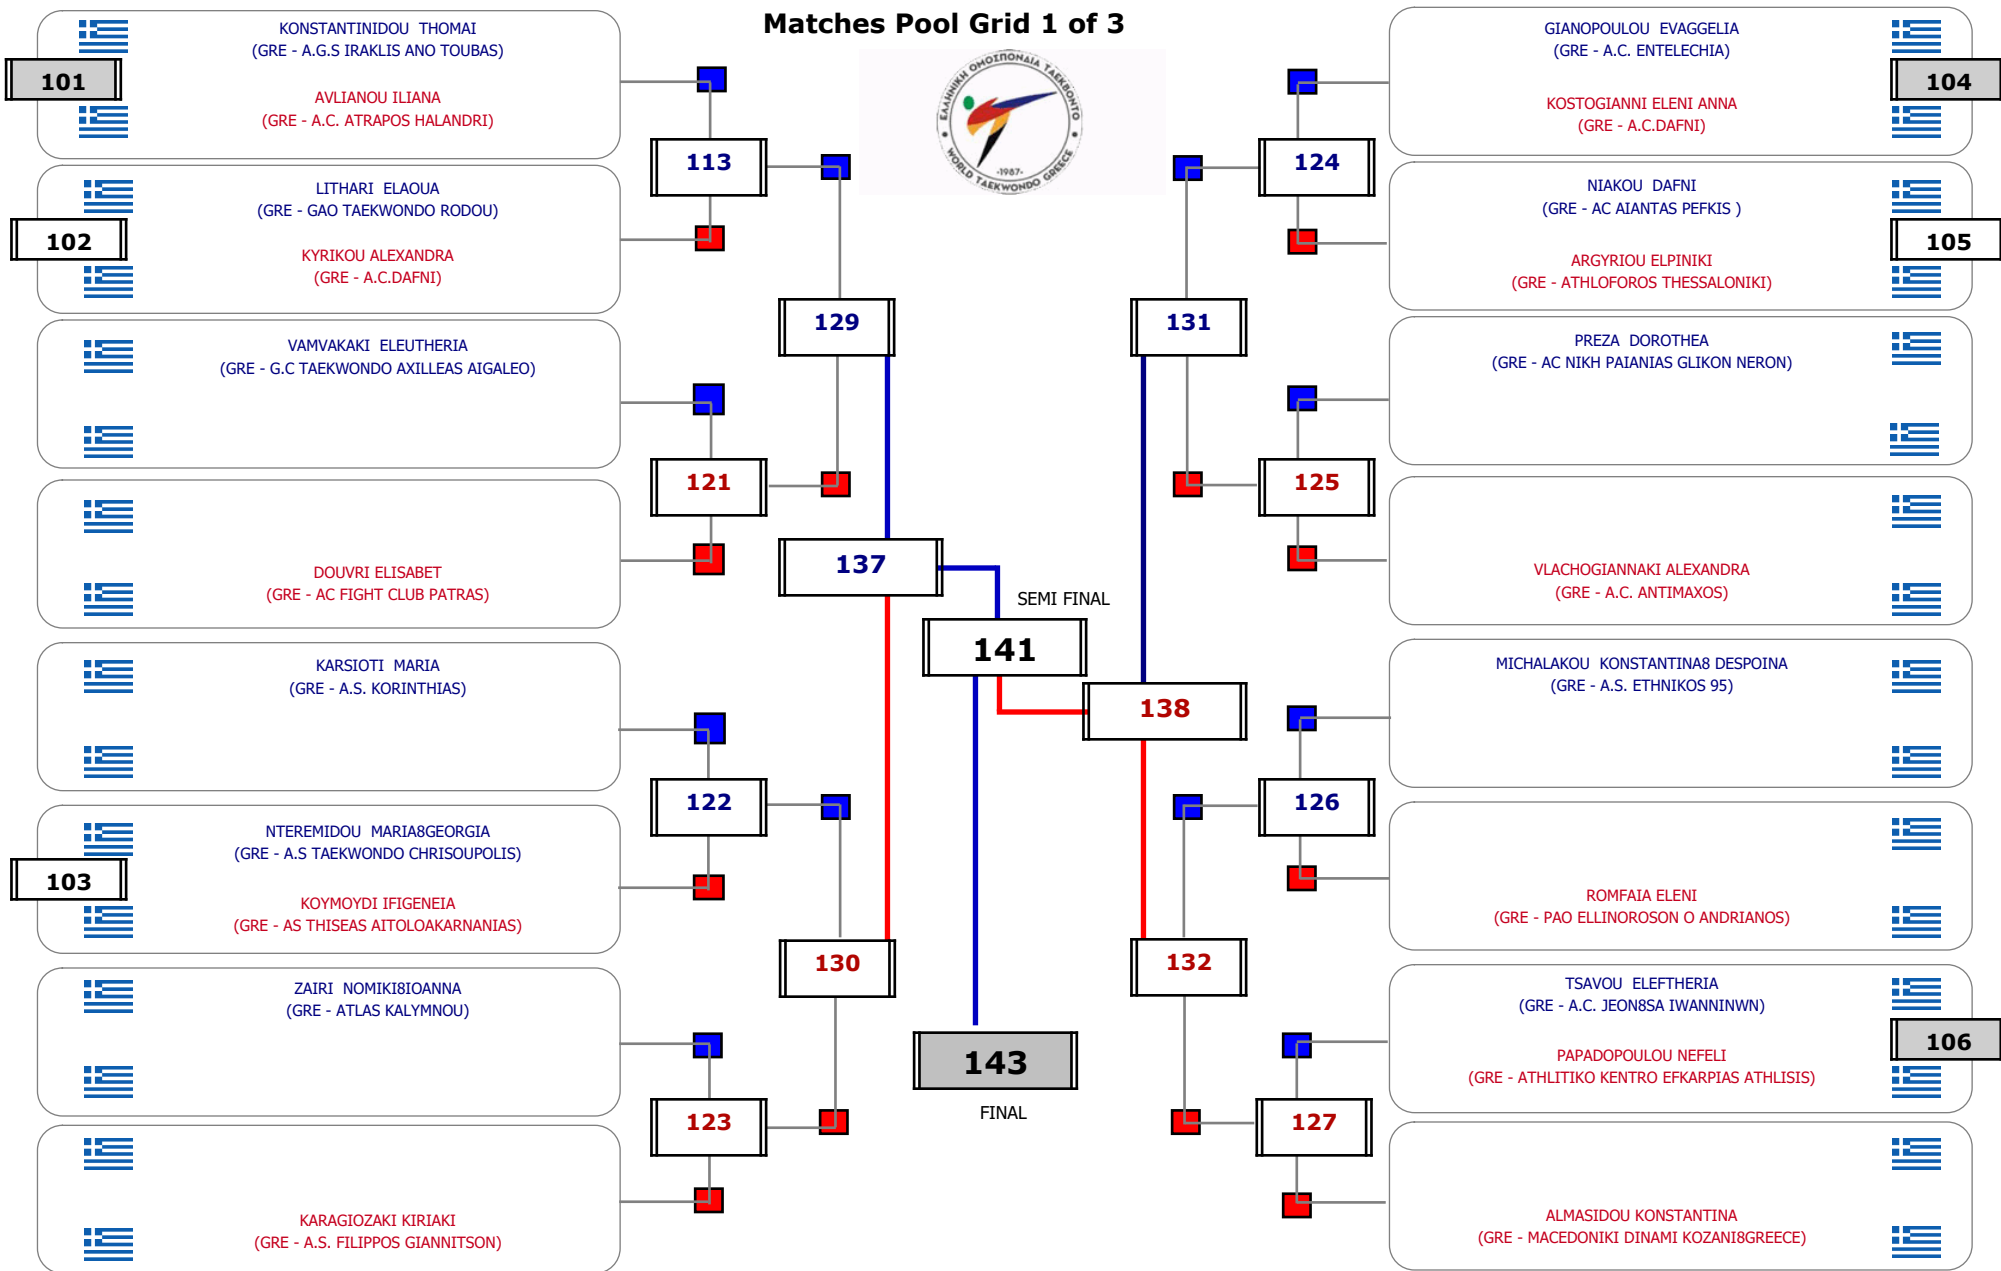 Matches Pool Grid 1 of 3
ΕΛΛΗΝΙΚΗ ΟΜΟΣΠΟΝΔΙΑ ΤΑΕΚΒΟΝΤΟ
-1987-
WORLD TAEKWONDO GREECE
KONSTANTINIDOU  THOMAI
(GRE - A.G.S IRAKLIS ANO TOUBAS)
101
AVLIANOU ILIANA
(GRE - A.C. ATRAPOS HALANDRI)
LITHARI  ELAOUA
(GRE - GAO TAEKWONDO RODOU)
102
KYRIKOU ALEXANDRA
(GRE - A.C.DAFNI)
VAMVAKAKI  ELEUTHERIA
(GRE - G.C TAEKWONDO AXILLEAS AIGALEO)
DOUVRI ELISABET
(GRE - AC FIGHT CLUB PATRAS)
KARSIOTI  MARIA
(GRE - A.S. KORINTHIAS)
NTEREMIDOU  MARIA8GEORGIA
(GRE - A.S TAEKWONDO CHRISOUPOLIS)
103
KOYMOYDI IFIGENEIA
(GRE - AS THISEAS AITOLOAKARNANIAS)
ZAIRI  NOMIKI8IOANNA
(GRE - ATLAS KALYMNOU)
KARAGIOZAKI KIRIAKI
(GRE - A.S. FILIPPOS GIANNITSON)
113
121
122
123
129
130
137
SEMI FINAL
141
138
143
FINAL
131
132
124
125
126
127
GIANOPOULOU  EVAGGELIA
(GRE - A.C. ENTELECHIA)
104
KOSTOGIANNI ELENI ANNA
(GRE - A.C.DAFNI)
NIAKOU  DAFNI
(GRE - AC AIANTAS PEFKIS )
105
ARGYRIOU ELPINIKI
(GRE - ATHLOFOROS THESSALONIKI)
PREZA  DOROTHEA
(GRE - AC NIKH PAIANIAS GLIKON NERON)
VLACHOGIANNAKI ALEXANDRA
(GRE - A.C. ANTIMAXOS)
MICHALAKOU  KONSTANTINA8 DESPOINA
(GRE - A.S. ETHNIKOS 95)
ROMFAIA ELENI
(GRE - PAO ELLINOROSON O ANDRIANOS)
TSAVOU  ELEFTHERIA
(GRE - A.C. JEON8SA IWANNINWN)
106
PAPADOPOULOU NEFELI
(GRE - ATHLITIKO KENTRO EFKARPIAS ATHLISIS)
ALMASIDOU KONSTANTINA
(GRE - MACEDONIKI DINAMI KOZANI8GREECE)